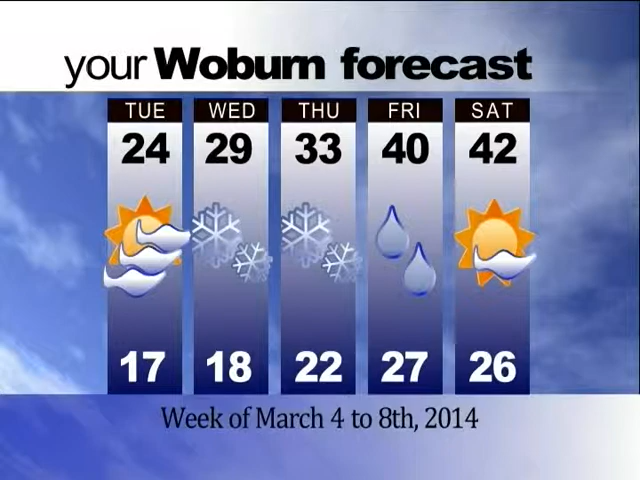 your Woburn forecast
TUE WED THU FRI SAT
24 29 33 40 42
17 18 22 27 26
Week of March 4 to 8th, 2014